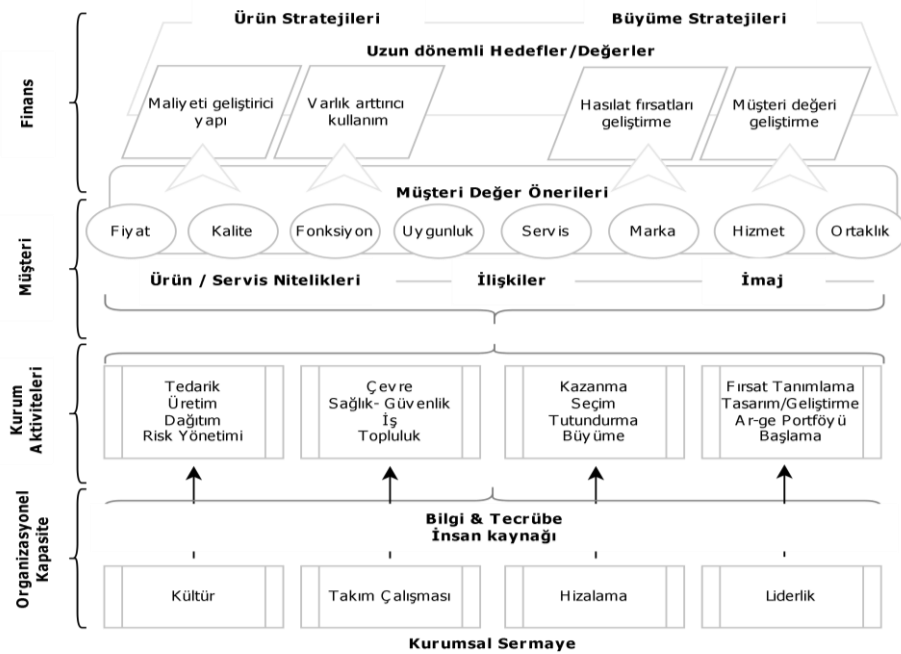 Ürün Stratejileri
Büyüme Stratejileri
Uzun dönemli Hedefler/Değerler
Finans
Maliyeti geliştirici
yapı
Varlık arttırıcı
kullanım
Hasılat fırsatları
geliştirme
Müşteri değeri
geliştirme
Müşteri Değer Önerileri
Müşteri
Fiyat
Kalite
Fonksiyon
Uygunluk
Servis
Marka
Hizmet
Ortaklık
Ürün / Servis Nitelikleri
İlişkiler
İmaj
Kurum
Aktiviteleri
Tedarik
Üretim
Dağıtım
Risk Yönetimi
Çevre
Sağlık- Güvenlik
İş
Topluluk
Kazanma
Seçim
Tutundurma
Büyüme
Fırsat Tanımlama
Tasarım/Geliştirme
Ar-ge Portföyü
Başlama
Organizasyonel
Kapasite
Bilgi & Tecrübe
İnsan kaynağı
Kültür
Takım Çalışması
Hizalama
Liderlik
Kurumsal Sermaye